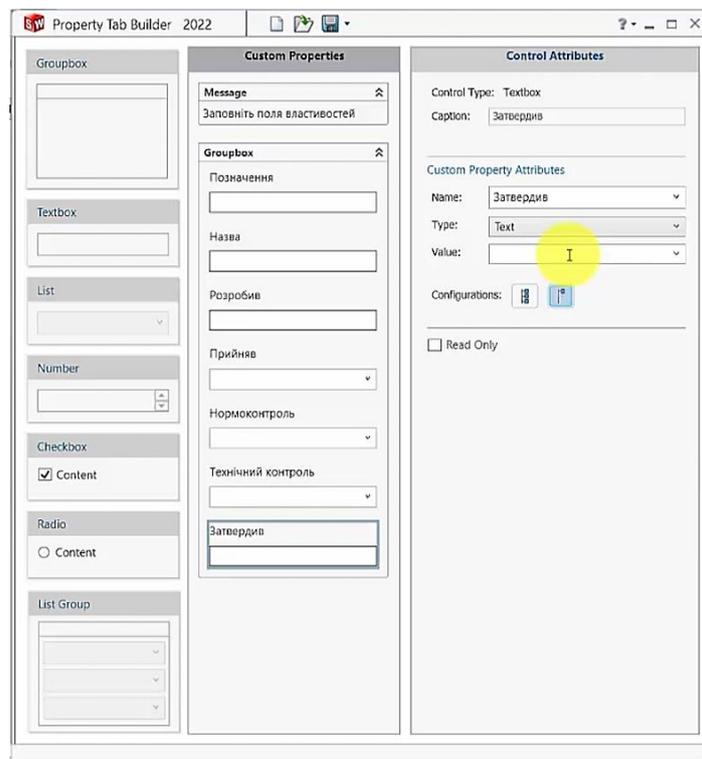 SW Property Tab Builder 2022
?
Groupbox
Textbox
List
Number
Checkbox
Content
Radio
Content
List Group
Custom Properties
Message
Заповніть поля властивостей
Groupbox
Позначення
Назва
Розробив
Прийняв
Нормоконтроль
Технічний контроль
Затвердив
Control Attributes
Control Type: Textbox
Caption: Затвердив
Custom Property Attributes
Name: Затвердив
Type: Text
Value:
Configurations:
Read Only